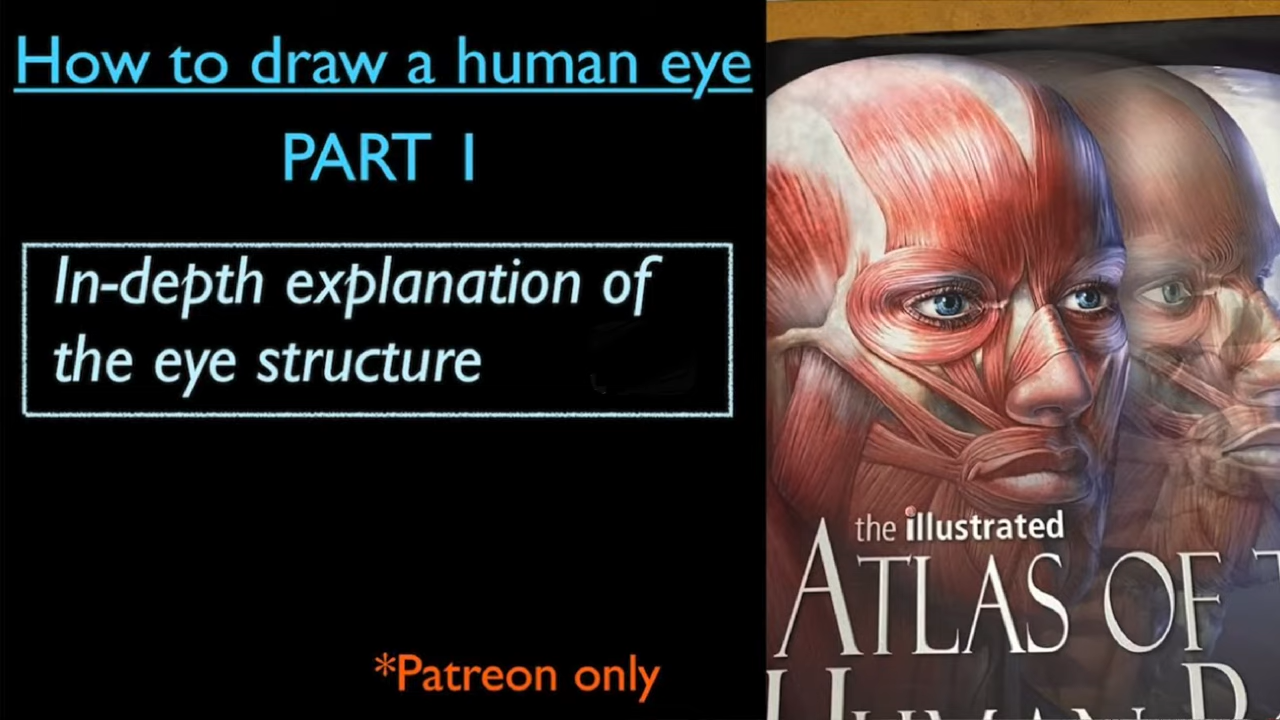 How to draw a human eye
PART 1
In-depth explanation of
the eye structure
*Patreon only
the illustrated
ATLAS OF
HUMAN